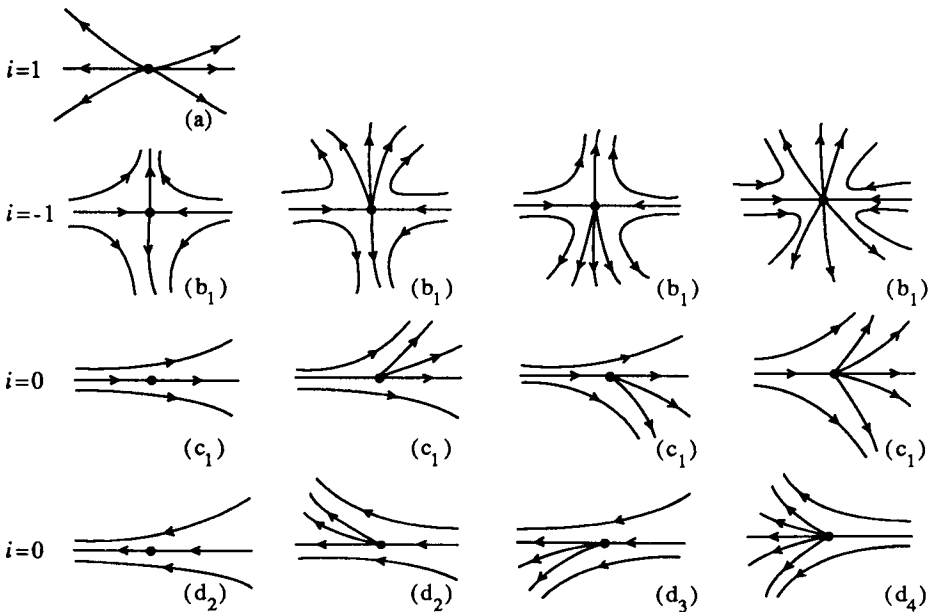 i=1
(a)
i=-1
(b₁) (b₁) (b₁) (b₁)
i=0
(c₁) (c₁) (c₁) (c₁)
i=0
(d₂) (d₂) (d₃) (d₄)